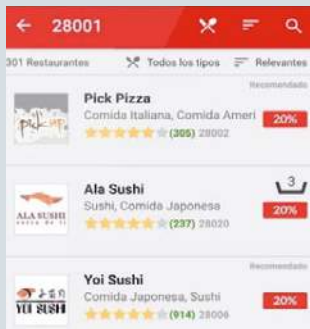 28001
301 Restaurantes Todos los tipos Relevantes
Recomendado
Pick Pizza
Comida Italiana, Comida Ameri 20%
(305) 28002
pick up
Ala Sushi
3
Sushi, Comida Japonesa 20%
(237) 28020
ALA SUSHI
Recomendado
Yoi Sushi
Comida Japonesa, Sushi 20%
(914) 28006
YOI SUSHI